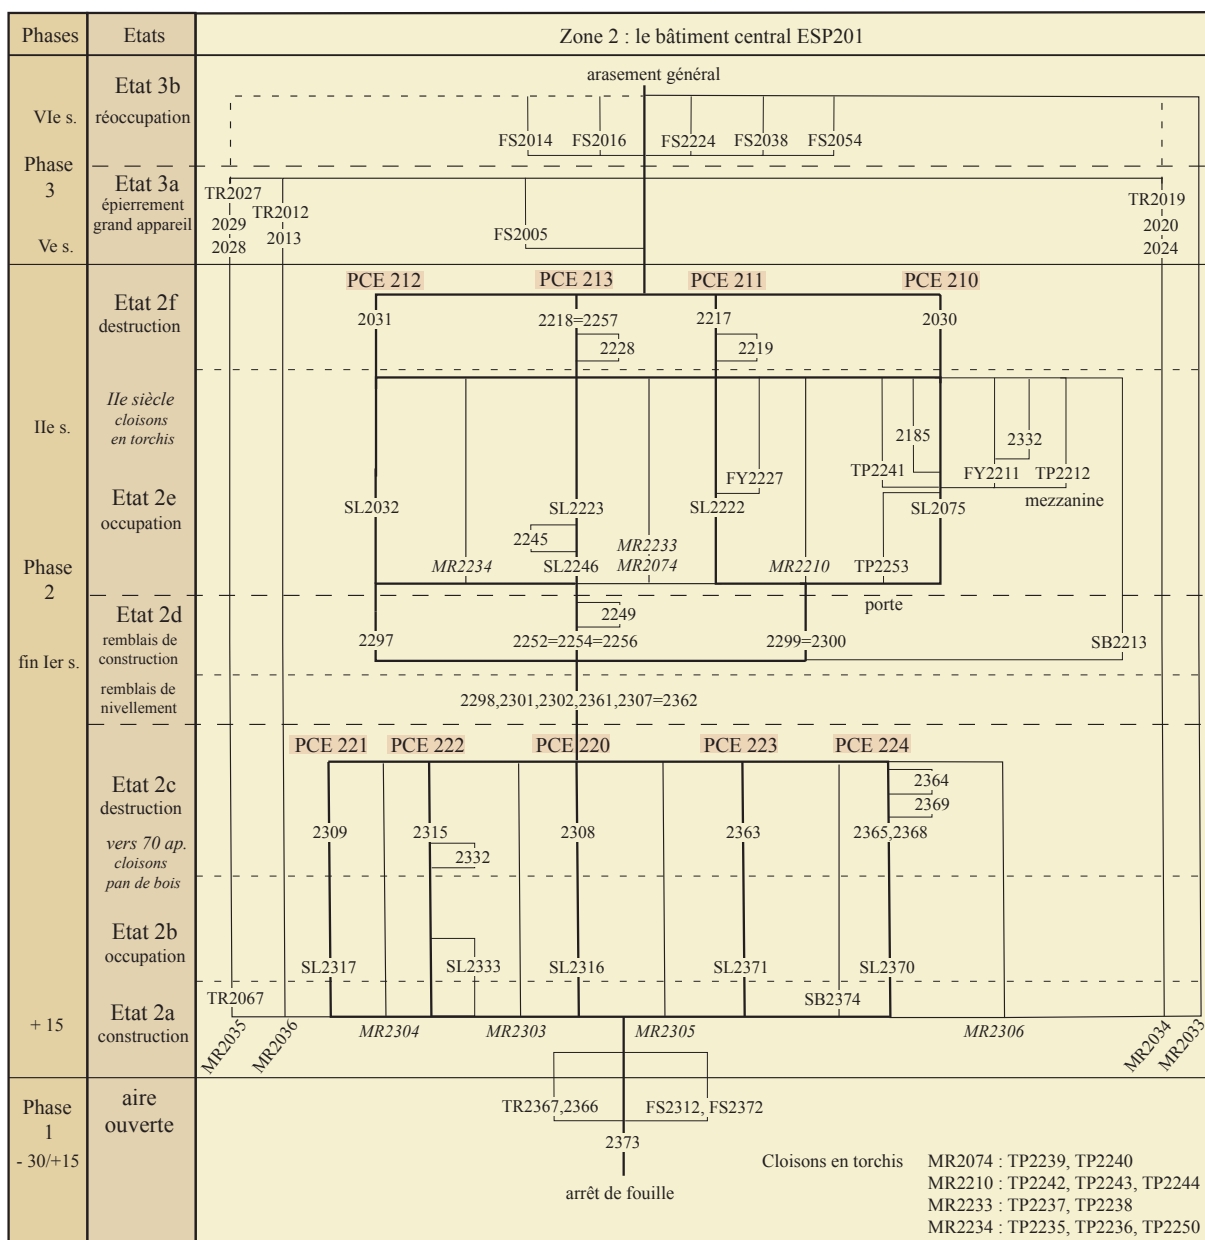 Phases
Etats
Zone 2 : le bâtiment central ESP201
arasement général
Etat 3b
réoccupation
VIe s.
FS2014
FS2016
FS2224
FS2038
FS2054
Phase
3
Etat 3a
épierrement
grand appareil
Ve s.
TR2027
2029
2028
TR2012
2013
FS2005
TR2019
2020
2024
PCE 212
PCE 213
PCE 211
PCE 210
Etat 2f
destruction
2031
2218=2257
2217
2030
2228
2219
IIe s.
IIe siècle
cloisons
en torchis
2185
2332
TP2241
FY2211
TP2212
FY2227
mezzanine
Etat 2e
occupation
SL2032
SL2223
SL2222
SL2075
2245
MR2233
MR2234
SL2246
MR2074
MR2210
TP2253
Phase
2
porte
Etat 2d
remblais de
construction
2249
2297
2252=2254=2256
2299=2300
SB2213
fin Ier s.
remblais de
nivellement
2298,2301,2302,2361,2307=2362
PCE 221
PCE 222
PCE 220
PCE 223
PCE 224
Etat 2c
destruction
2364
2369
2309
2315
2308
2363
2365,2368
vers 70 ap.
cloisons
pan de bois
2332
Etat 2b
occupation
SL2317
SL2333
SL2316
SL2371
SL2370
TR2067
SB2374
+ 15
Etat 2a
construction
MR2035
MR2036
MR2304
MR2303
MR2305
MR2306
MR2034
MR2033
Phase
1
- 30/+15
aire
ouverte
TR2367,2366
FS2312, FS2372
2373
arrêt de fouille
Cloisons en torchis
MR2074 : TP2239, TP2240
MR2210 : TP2242, TP2243, TP2244
MR2233 : TP2237, TP2238
MR2234 : TP2235, TP2236, TP2250